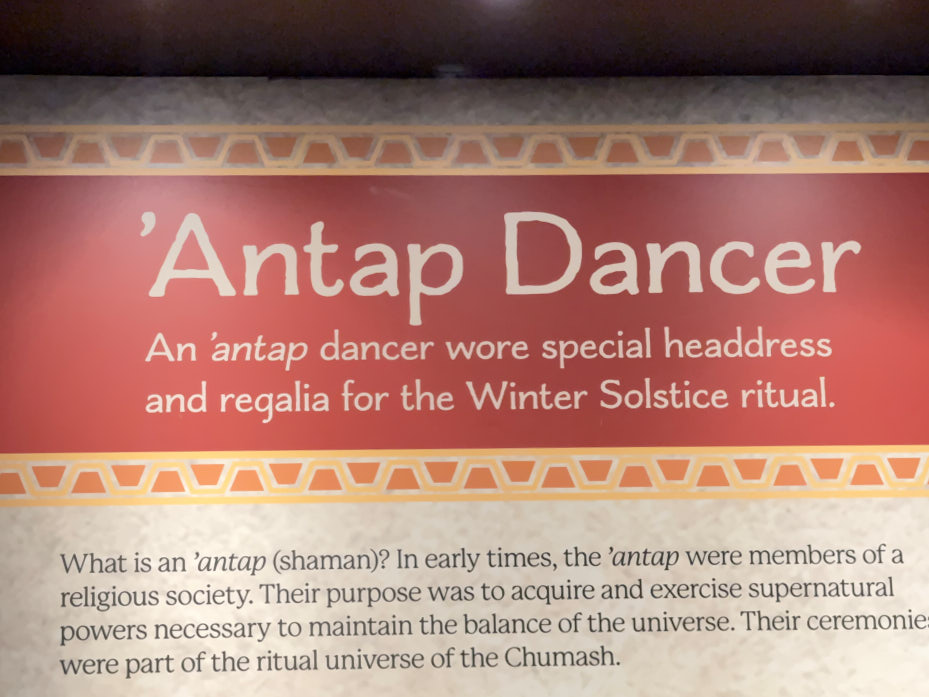 ’Antap Dancer
An ’antap dancer wore special headdress
and regalia for the Winter Solstice ritual.
What is an ’antap (shaman)? In early times, the ’antap were members of a
religious society. Their purpose was to acquire and exercise supernatural
powers necessary to maintain the balance of the universe. Their ceremonies
were part of the ritual universe of the Chumash.